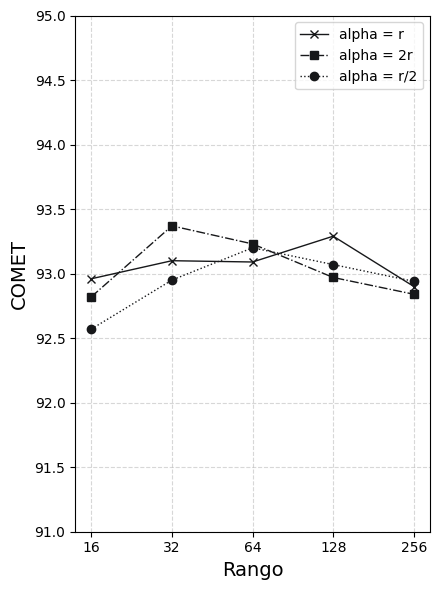 95.0
94.5
94.0
93.5
93.0
92.5
92.0
91.5
91.0
COMET
alpha = r
alpha = 2r
alpha = r/2
16 32 64 128 256
Rango